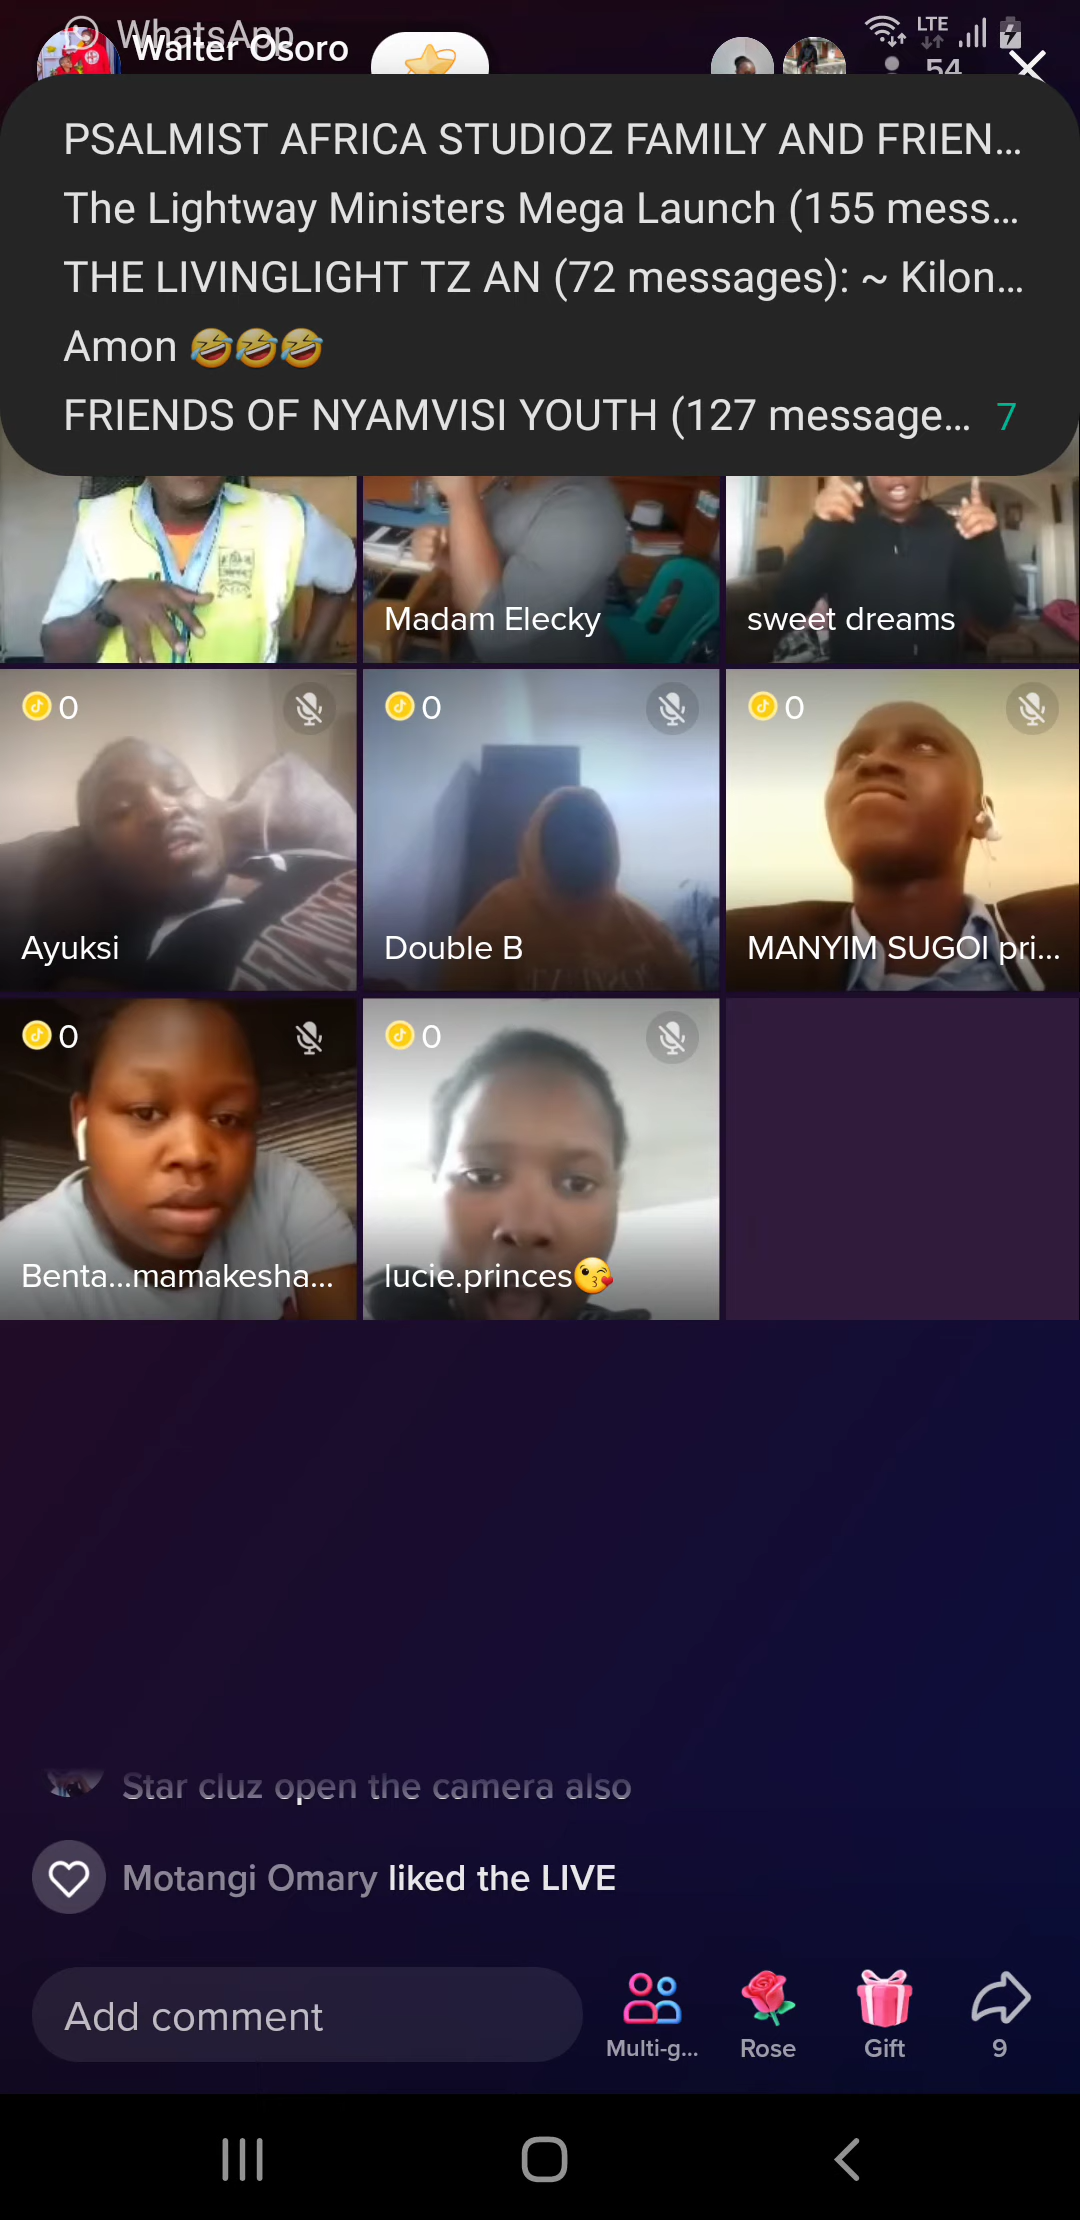 WhatsApp
Walter Osoro
LTE
54
PSALMIST AFRICA STUDIOZ FAMILY AND FRIEN...
The Lightway Ministers Mega Launch (155 mess...
THE LIVINGLIGHT TZ AN (72 messages): ~ Kilon...
Amon 🤣🤣🤣
FRIENDS OF NYAMVISI YOUTH (127 message... 7
Madam Elecky
sweet dreams
0
0
0
Ayuksi
Double B
MANYIM SUGOI pri...
0
0
Benta...mamakesha...
lucie.princes😘
Star cluz open the camera also
Motangi Omary liked the LIVE
Add comment
Multi-g...
Rose
Gift
9